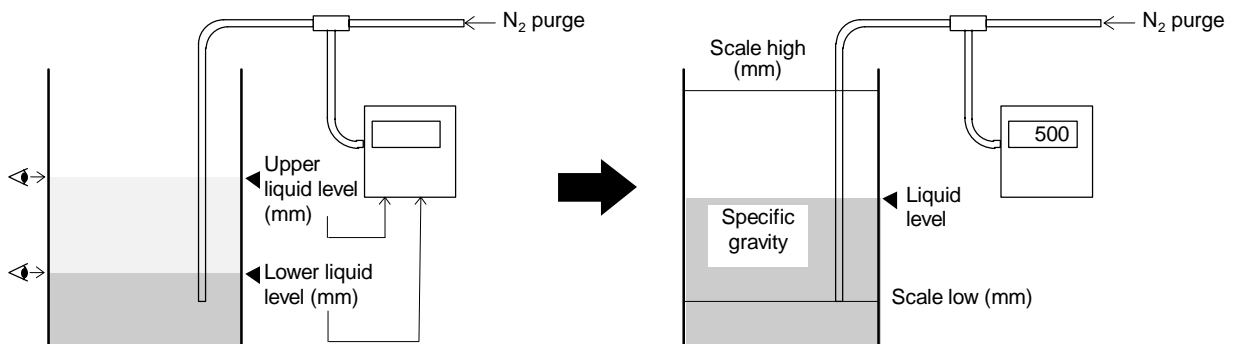 N₂ purge
Upper
liquid level
(mm)
Lower liquid
level (mm)
N₂ purge
Scale high
(mm)
500
Liquid
level
Specific
gravity
Scale low (mm)